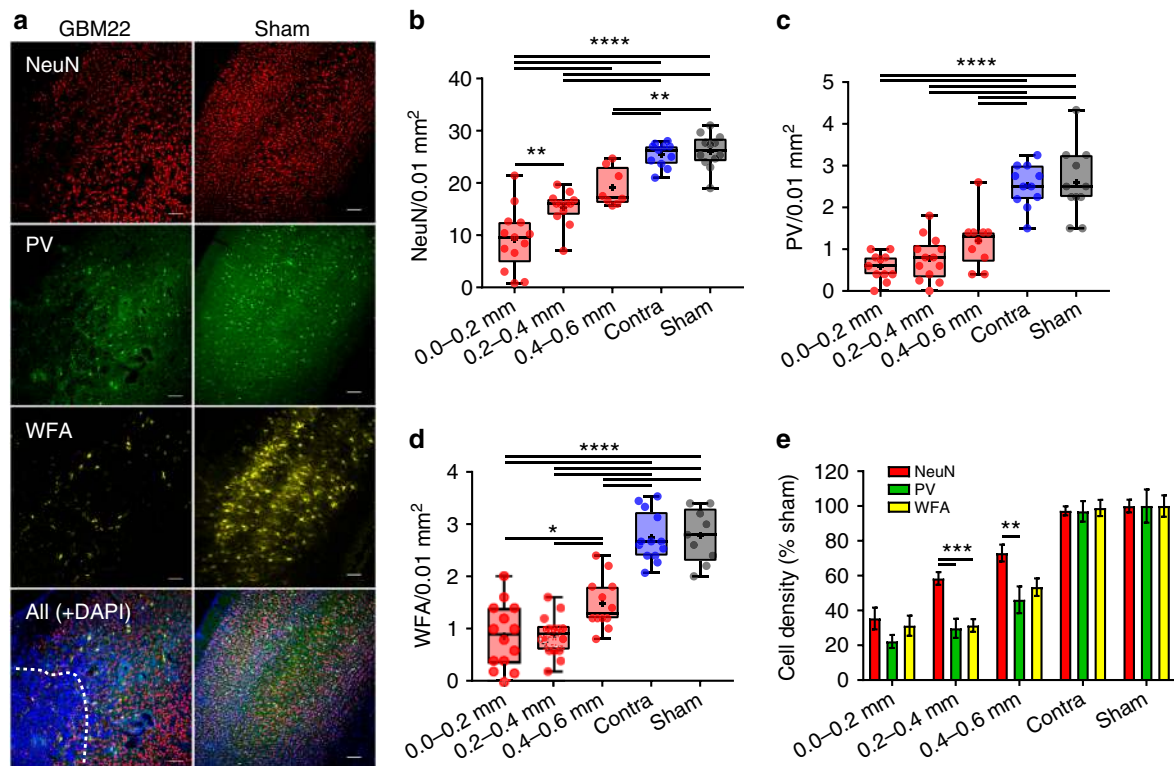 a
GBM22
Sham
NeuN
PV
WFA
All (+DAPI)
b
NeuN/0.01 mm²
40
30
20
10
0
****
**
**
0.0–0.2 mm
0.2–0.4 mm
0.4–0.6 mm
Contra
Sham
c
PV/0.01 mm²
5
4
3
2
1
0
****
0.0–0.2 mm
0.2–0.4 mm
0.4–0.6 mm
Contra
Sham
d
WFA/0.01 mm²
4
3
2
1
0
****
*
0.0–0.2 mm
0.2–0.4 mm
0.4–0.6 mm
Contra
Sham
e
Cell density (% sham)
120
100
80
60
40
20
0
NeuN
PV
WFA
***
**
0.0–0.2 mm
0.2–0.4 mm
0.4–0.6 mm
Contra
Sham